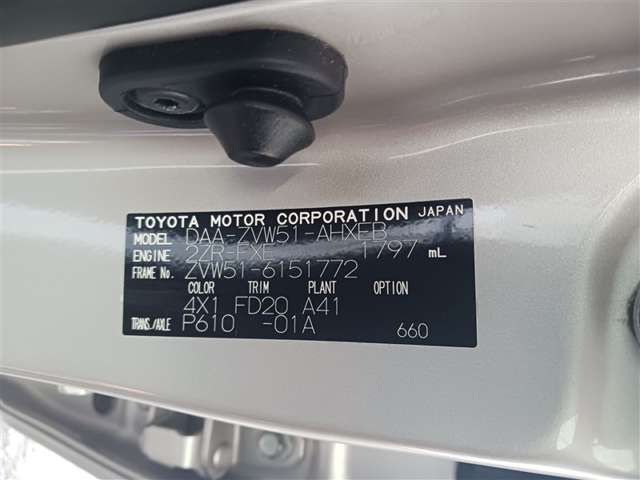 TOYOTA MOTOR CORPORATION JAPAN
MODEL DAA-ZVW51-AHXEB
ENGINE 2ZR-FXE 1797 mL
FRAME No. ZVW51-6151772
COLOR TRIM PLANT OPTION
4X1 FD20 A41
TRANS./AXLE P610 -01A 660